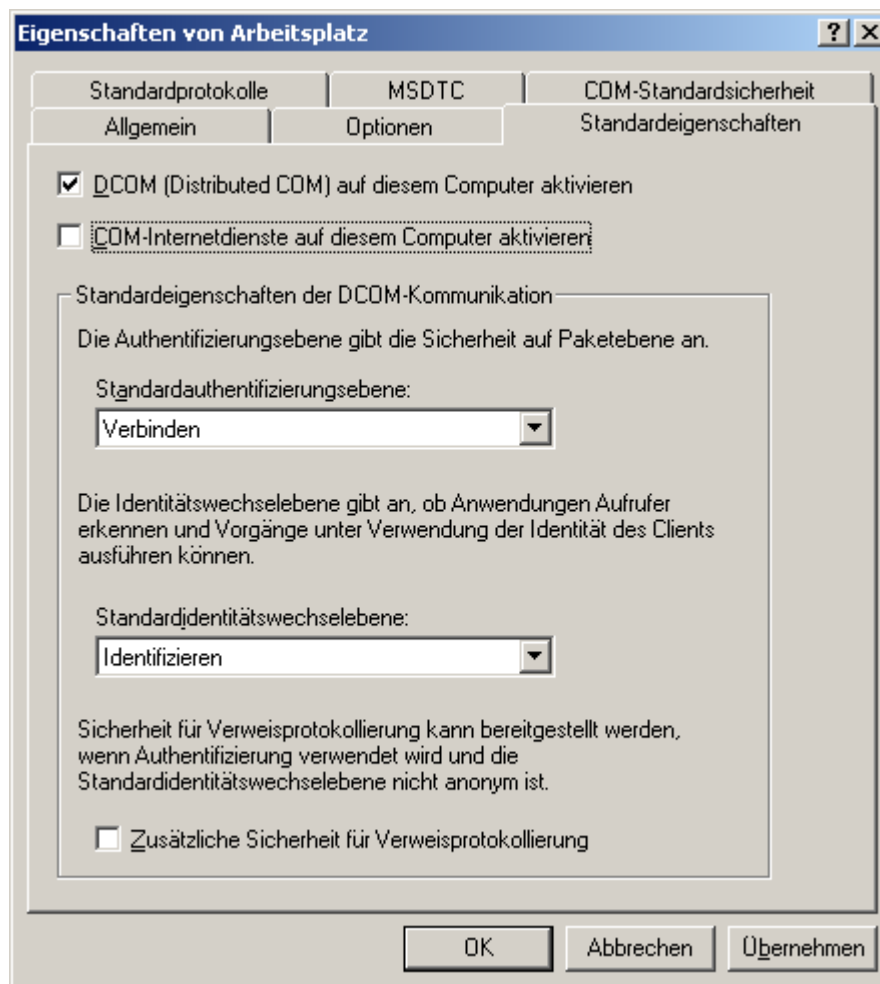 Eigenschaften von Arbeitsplatz
Standardprotokolle
MSDTC
COM-Standardsicherheit
Allgemein
Optionen
Standardeigenschaften
DCOM (Distributed COM) auf diesem Computer aktivieren
COM-Internetdienste auf diesem Computer aktivieren
Standardeigenschaften der DCOM-Kommunikation
Die Authentifizierungsebene gibt die Sicherheit auf Paketebene an.
Standardauthentifizierungsebene:
Verbinden
Die Identitätswechselebene gibt an, ob Anwendungen Aufrufer
erkennen und Vorgänge unter Verwendung der Identität des Clients
ausführen können.
Standardidentitätswechselebene:
Identifizieren
Sicherheit für Verweisprotokollierung kann bereitgestellt werden,
wenn Authentifizierung verwendet wird und die
Standardidentitätswechselebene nicht anonym ist.
Zusätzliche Sicherheit für Verweisprotokollierung
OK
Abbrechen
Übernehmen